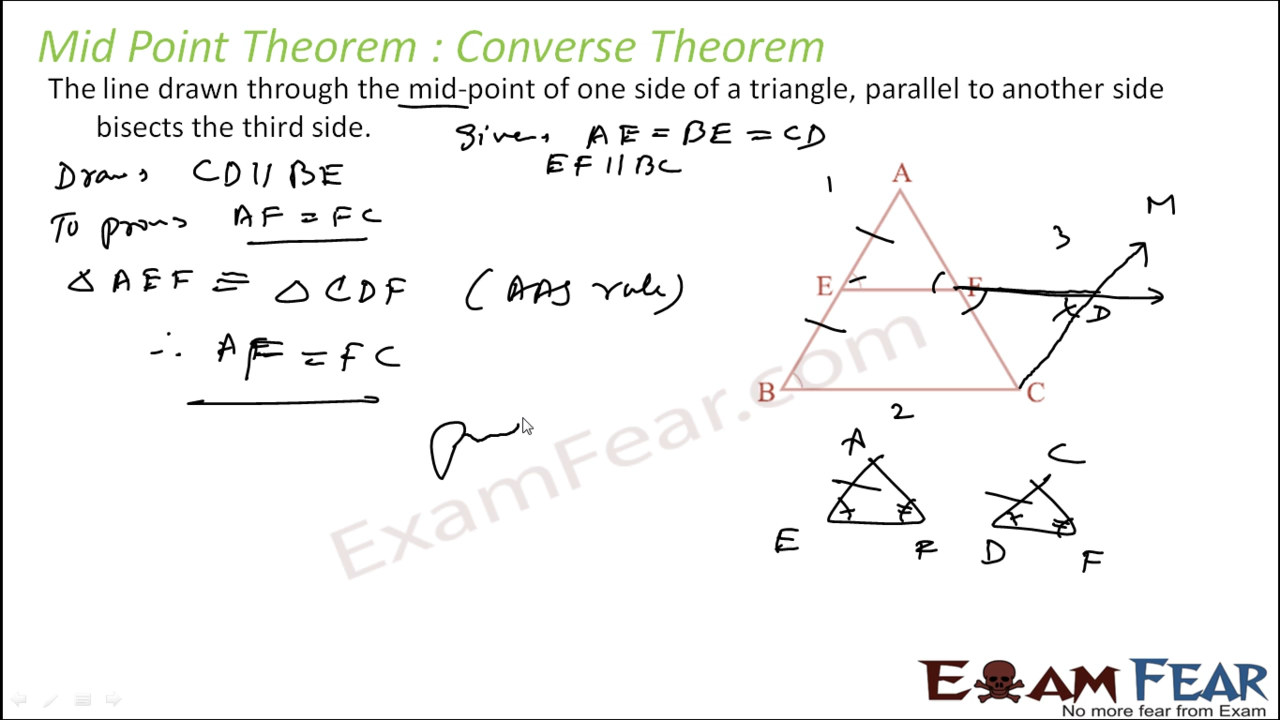 Mid Point Theorem : Converse Theorem
The line drawn through the mid-point of one side of a triangle, parallel to another side
bisects the third side.
Given, AE = BE = CD
EF || BC
Draw, CD || BE
To prove AF = FC
Δ AEF ≡ Δ CDF (AAS rule)
∴ AF = FC
A
1
M
3
E
F
D
B
C
2
A
C
E
F
D
F
ExamFear.com
EXAM FEAR
No more fear from Exam